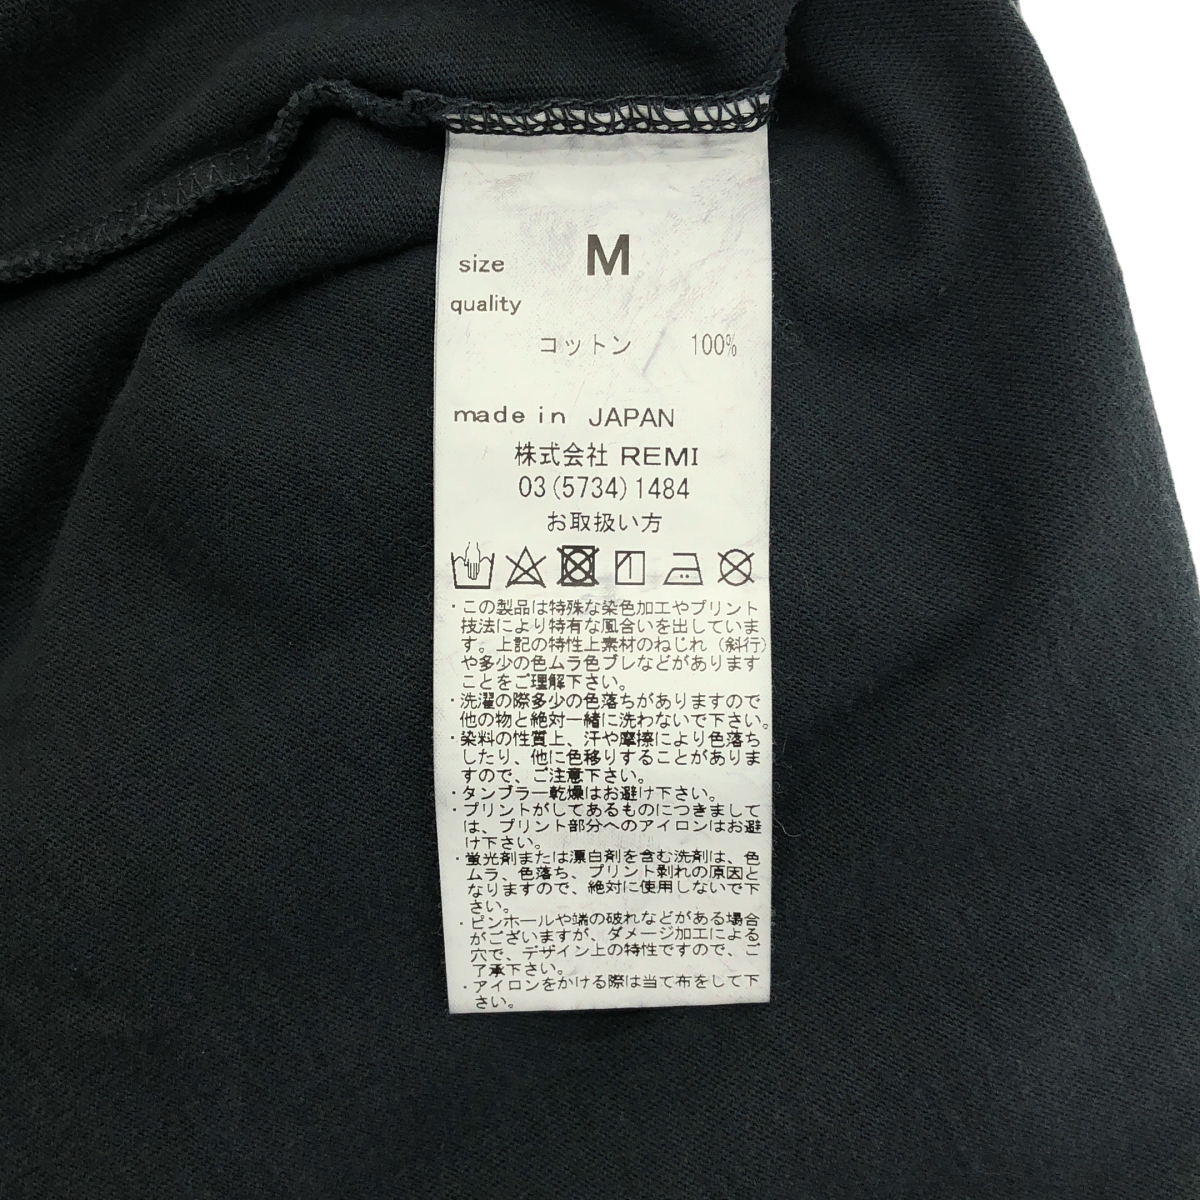 size M
quality
コットン 100%
made in JAPAN
株式会社 REMI
03(5734)1484
お取扱い方
・この製品は特殊な染色加工やプリント
技法により特有な風合いを出していま
す。上記の特性上素材のねじれ（斜行）
や多少の色ムラ色ブレなどがあります
ことをご理解下さい。
・洗濯の際多少の色落ちがありますので
他の物と絶対一緒に洗わないで下さい。
・染料の性質上、汗や摩擦により色落ち
したり、他に色移りすることがありま
すので、ご注意下さい。
・タンブラー乾燥はお避け下さい。
・プリントがしてあるものにつきまして
は、プリント部分へのアイロンはお避
け下さい。
・蛍光剤または漂白剤を含む洗剤は、色
ムラ、色落ち、プリント剥れの原因と
なりますので、絶対に使用しないで下
さい。
・ピンホールや端の破れなどがある場合
がございますが、ダメージ加工による
穴で、デザイン上の特性ですので、ご
了承下さい。
・アイロンをかける際は当て布をして下
さい。